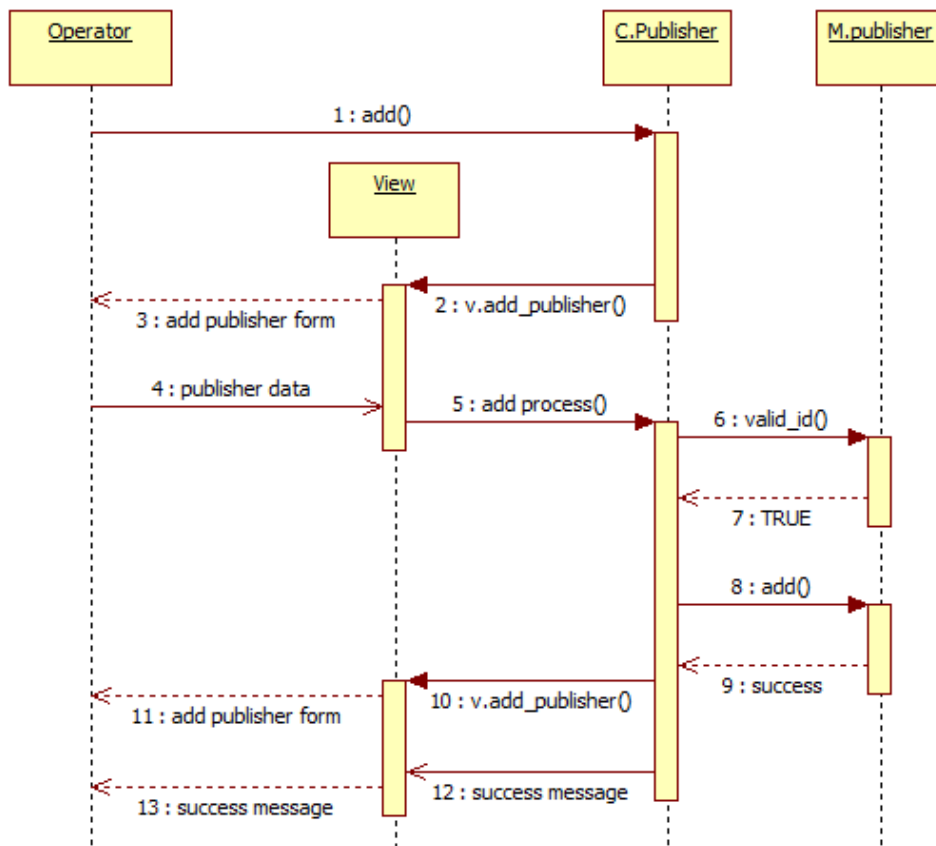 Operator
C.Publisher
M.publisher
1 : add()
View
2 : v.add_publisher()
3 : add publisher form
4 : publisher data
5 : add process()
6 : valid_id()
7 : TRUE
8 : add()
9 : success
10 : v.add_publisher()
11 : add publisher form
12 : success message
13 : success message